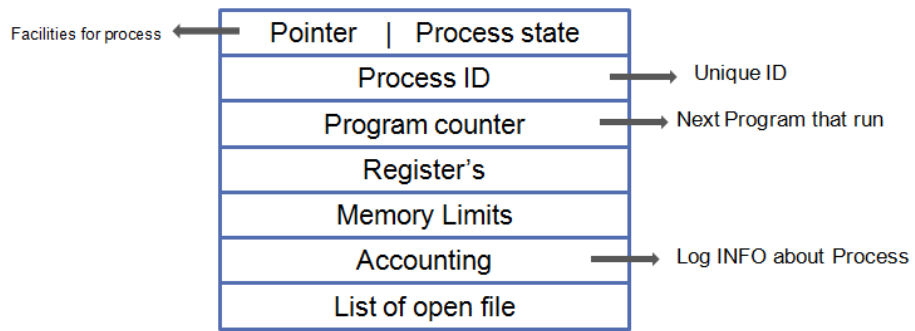 Facilities for process
Pointer | Process state
Process ID
Unique ID
Program counter
Next Program that run
Register's
Memory Limits
Accounting
Log INFO about Process
List of open file